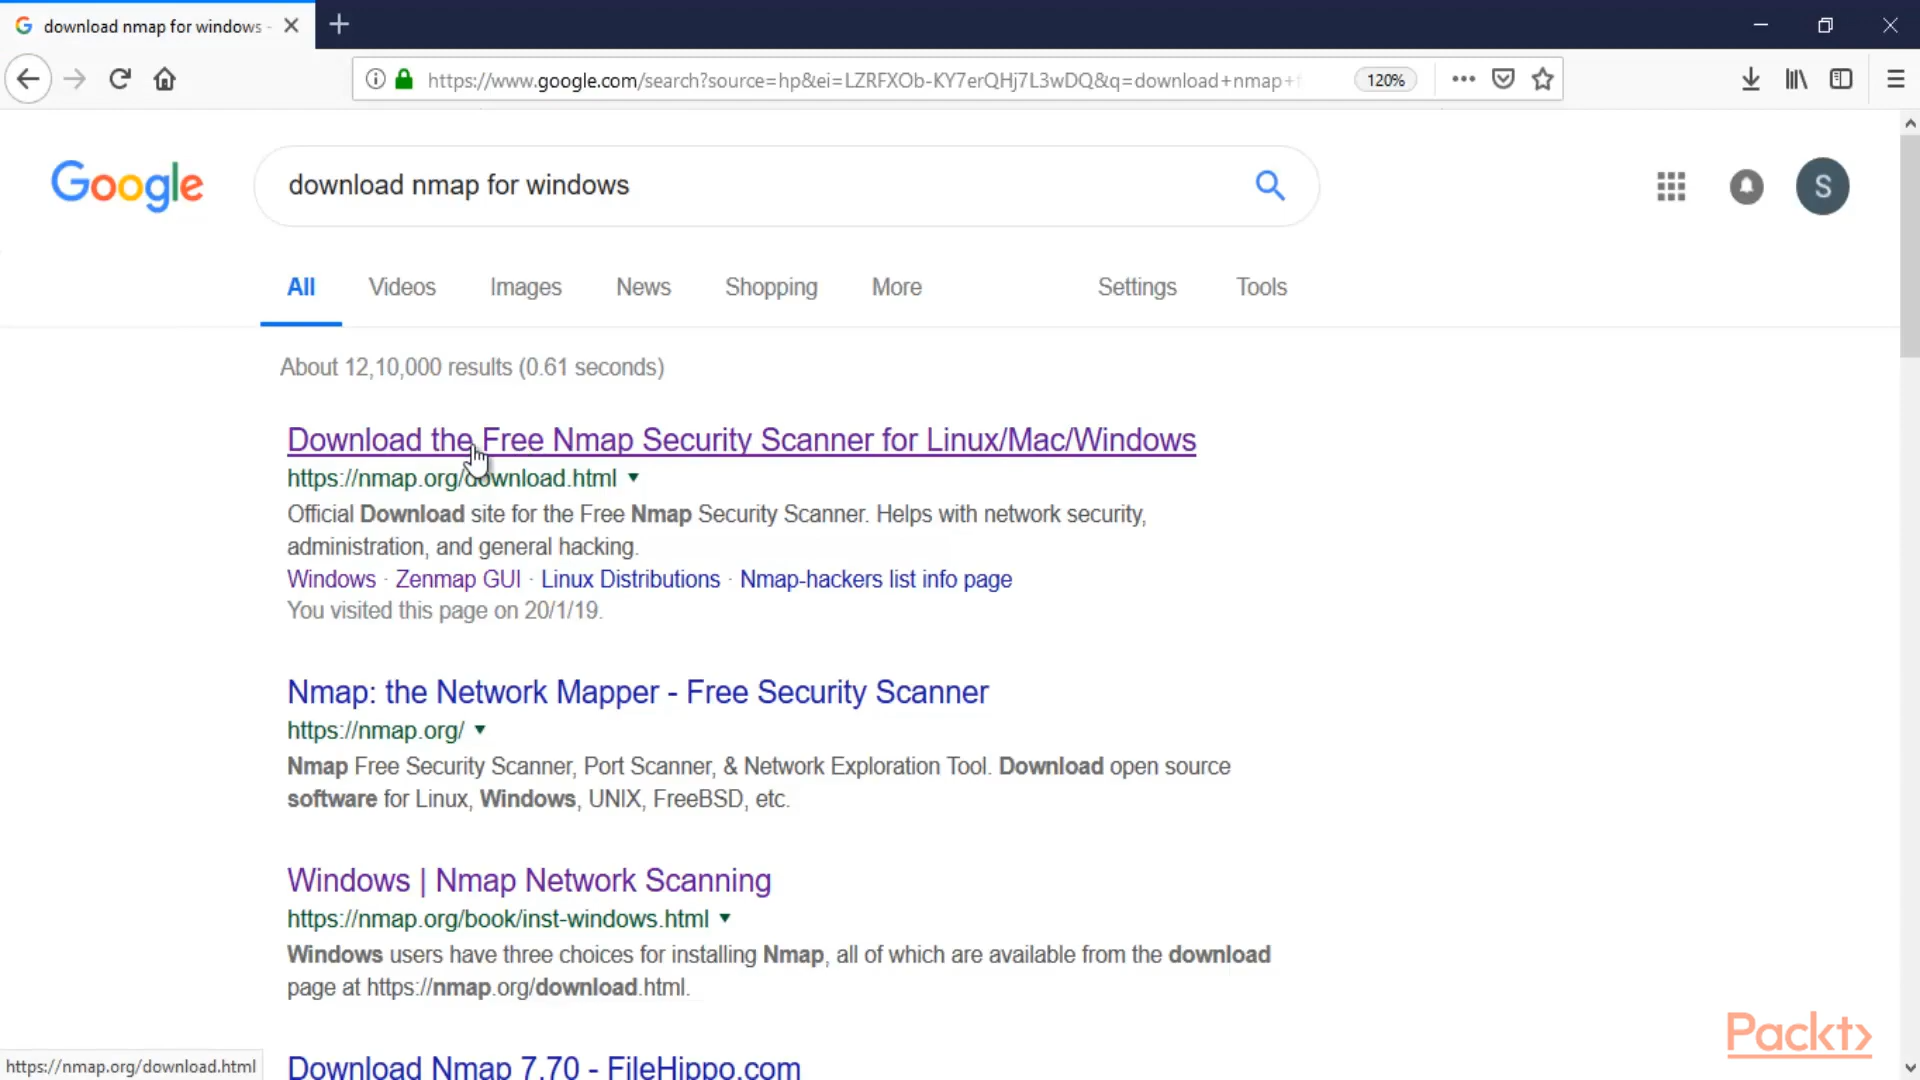 download nmap for windows -
https://www.google.com/search?source=hp&ei=LZRFXOb-KY7erQHj7L3wDQ&q=download+nmap+
120%
Google
download nmap for windows
S
All
Videos
Images
News
Shopping
More
Settings
Tools
About 12,10,000 results (0.61 seconds)
Download the Free Nmap Security Scanner for Linux/Mac/Windows
https://nmap.org/download.html
Official Download site for the Free Nmap Security Scanner. Helps with network security,
administration, and general hacking.
Windows · Zenmap GUI · Linux Distributions · Nmap-hackers list info page
You visited this page on 20/1/19.
Nmap: the Network Mapper - Free Security Scanner
https://nmap.org/
Nmap Free Security Scanner, Port Scanner, & Network Exploration Tool. Download open source
software for Linux, Windows, UNIX, FreeBSD, etc.
Windows | Nmap Network Scanning
https://nmap.org/book/inst-windows.html
Windows users have three choices for installing Nmap, all of which are available from the download
page at https://nmap.org/download.html.
Download Nmap 7.70 - FileHippo.com
https://nmap.org/download.html
Packt>